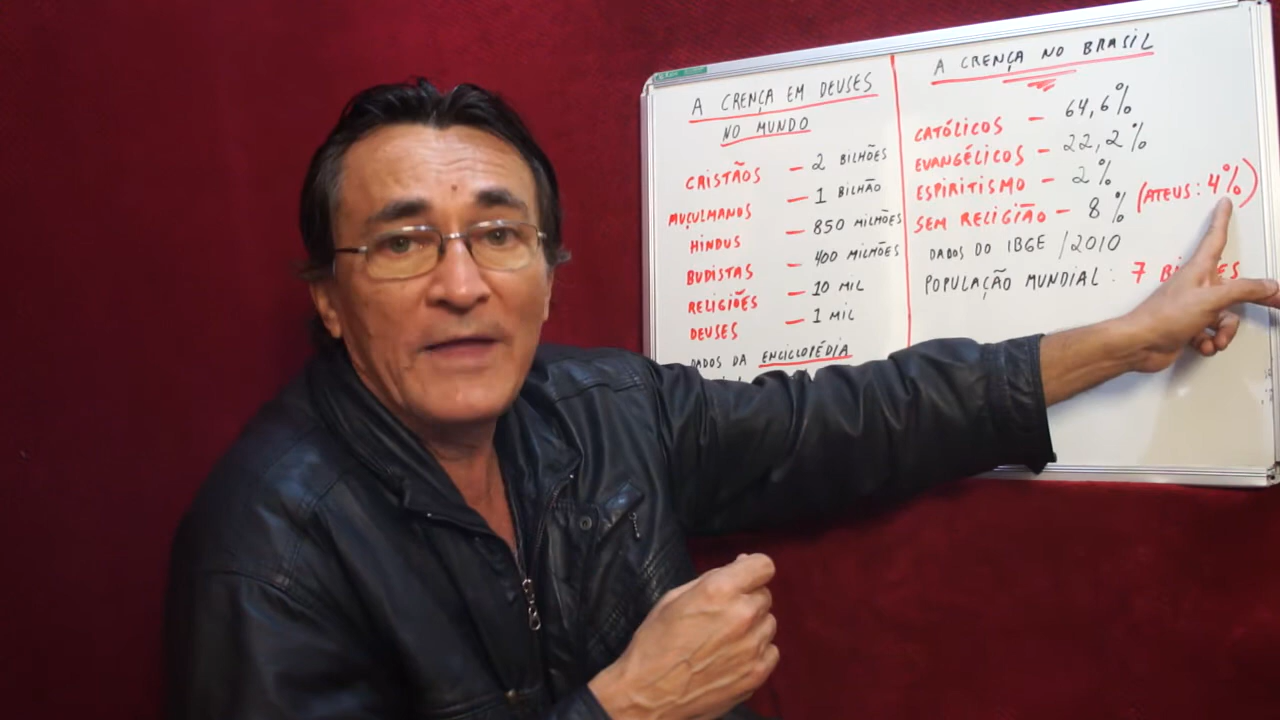 A CRENÇA EM DEUSES
NO MUNDO
CRISTÃOS — 2 BILHÕES
MUÇULMANOS — 1 BILHÃO
HINDUS — 850 MILHÕES
BUDISTAS — 400 MILHÕES
RELIGIÕES — 10 MIL
DEUSES — 1 MIL
DADOS DA ENCICLOPÉDIA
A CRENÇA NO BRASIL
CATÓLICOS — 64,6%
EVANGÉLICOS — 22,2%
ESPIRITISMO — 2%
SEM RELIGIÃO — 8% (ATEUS: 4%)
DADOS DO IBGE / 2010
POPULAÇÃO MUNDIAL: 7